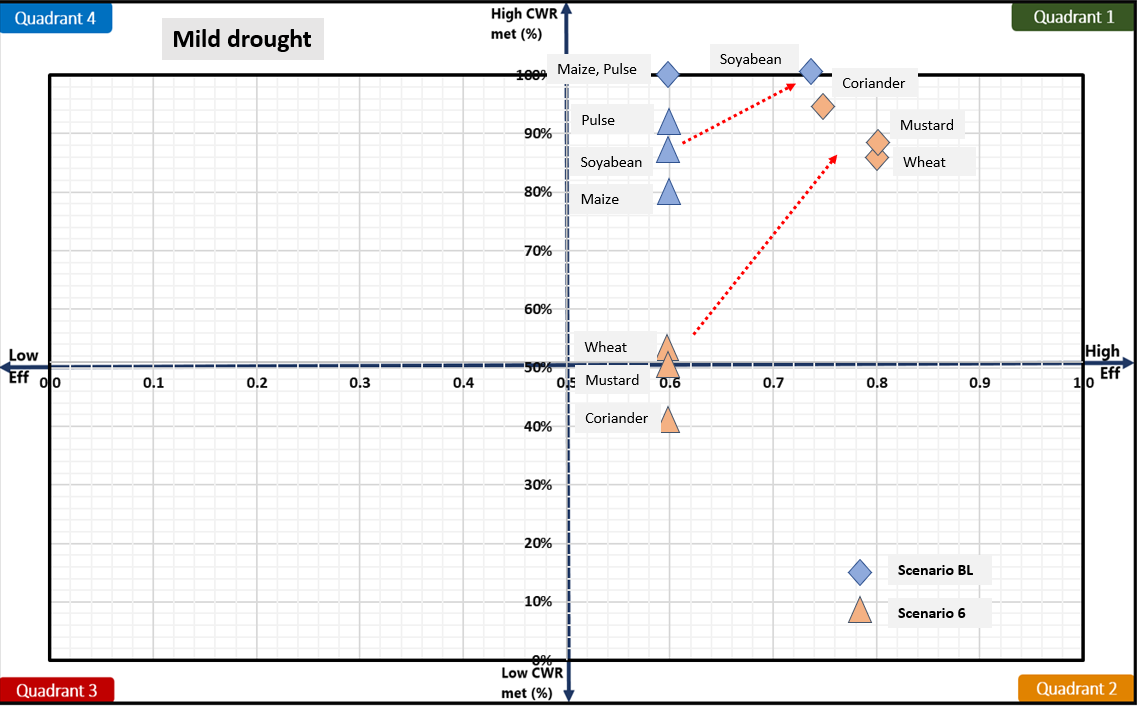 Quadrant 4
Mild drought
High CWR
met (%)
Quadrant 1
100%
Maize, Pulse
Soyabean
Coriander
90%
Pulse
Mustard
Soyabean
Wheat
80%
Maize
70%
60%
Wheat
Low
Eff
50%
High
Eff
0.0
0.1
0.2
0.3
0.4
0.5
0.6
0.7
0.8
0.9
1.0
Mustard
40%
Coriander
30%
20%
Scenario BL
10%
Scenario 6
0%
Low CWR
met (%)
Quadrant 3
Quadrant 2